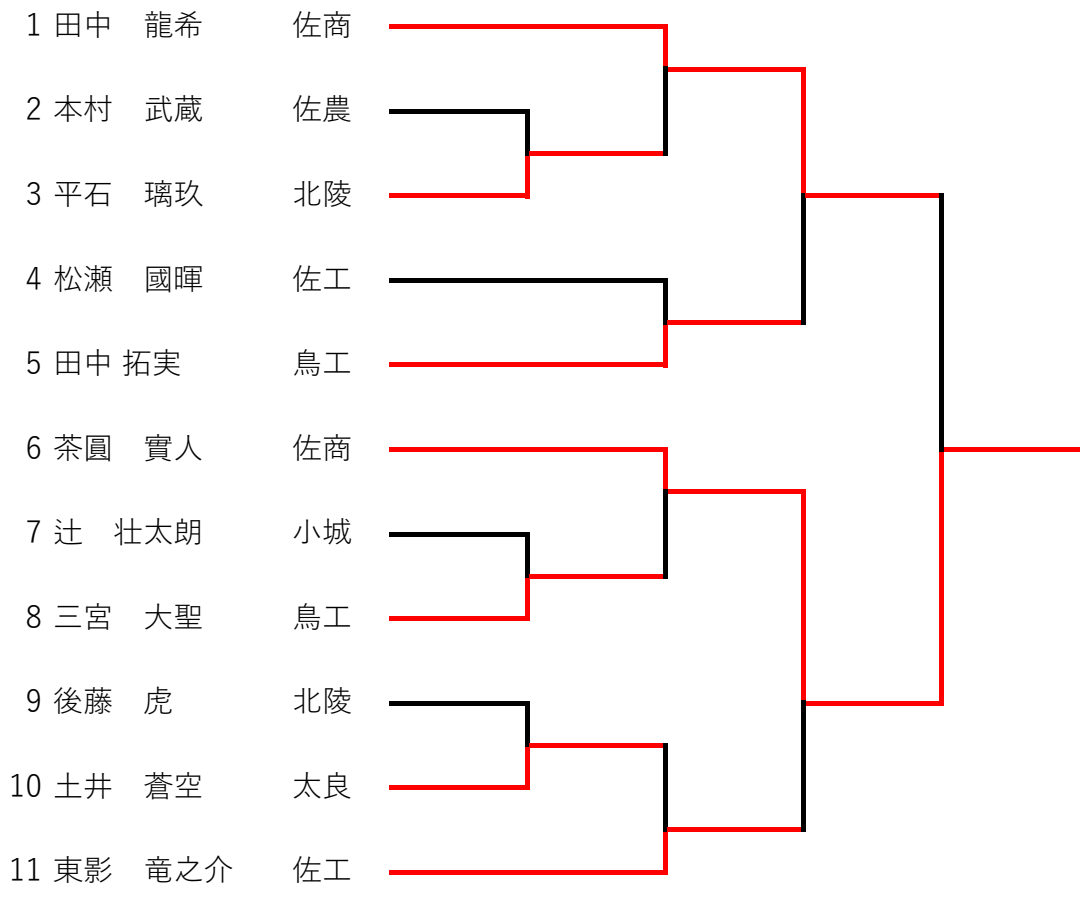 1 田中　龍希　佐商
2 本村　武蔵　佐農
3 平石　璃玖　北陵
4 松瀬　國暉　佐工
5 田中 拓実　鳥工
6 茶圓　實人　佐商
7 辻　壮太朗　小城
8 三宮　大聖　鳥工
9 後藤　虎　北陵
10 土井　蒼空　太良
11 東影　竜之介　佐工